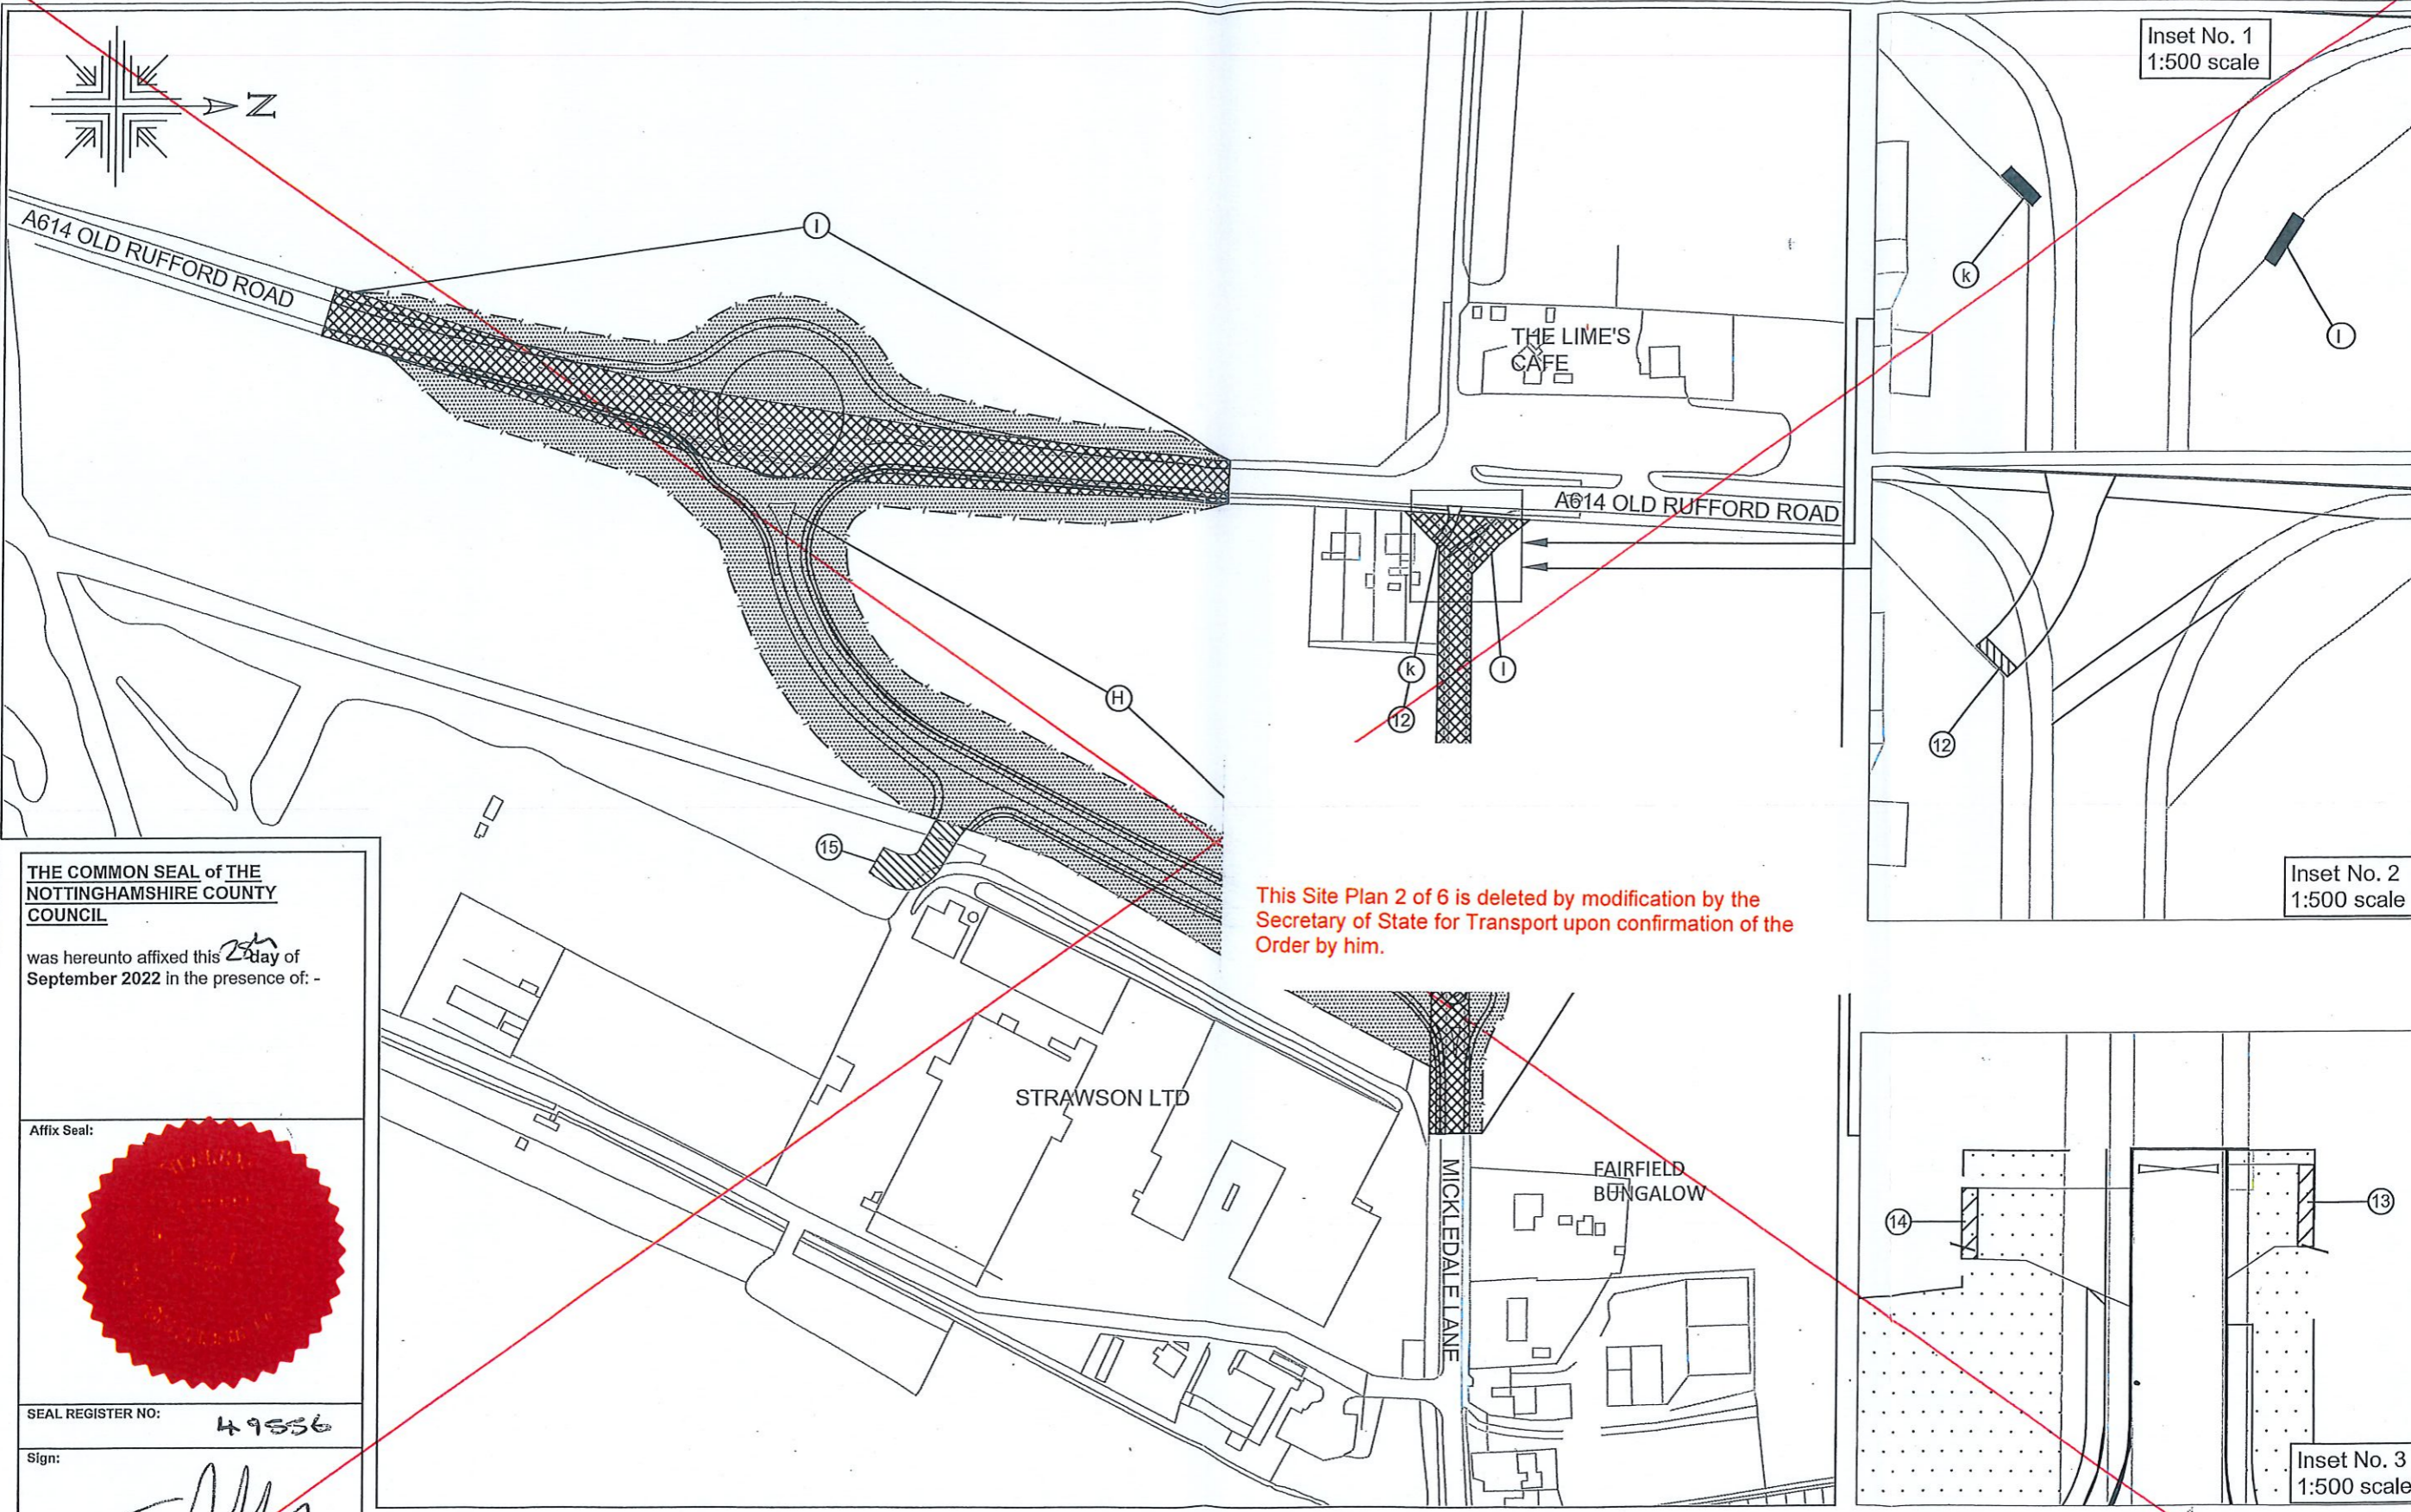 N
A614 OLD RUFFORD ROAD
I
THE LIME'S
CAFE
A614 OLD RUFFORD ROAD
k
l
12
H
15
Inset No. 1
1:500 scale
k
l
12
Inset No. 2
1:500 scale
This Site Plan 2 of 6 is deleted by modification by the
Secretary of State for Transport upon confirmation of the
Order by him.
THE COMMON SEAL of THE
NOTTINGHAMSHIRE COUNTY
COUNCIL
was hereunto affixed this 28th day of
September 2022 in the presence of: -
Affix Seal:
SEAL REGISTER NO: 49556
Sign:
STRAWSON LTD
MICKLEDALE LANE
FAIRFIELD
BUNGALOW
14
13
Inset No. 3
1:500 scale